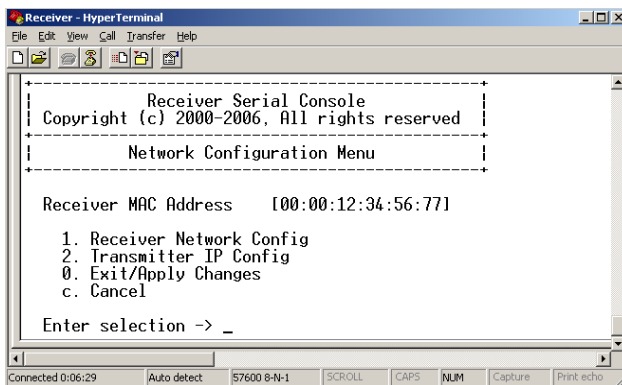 Receiver - HyperTerminal
File Edit View Call Transfer Help
Receiver Serial Console
Copyright (c) 2000-2006, All rights reserved
Network Configuration Menu
Receiver MAC Address [00:00:12:34:56:77]
1. Receiver Network Config
2. Transmitter IP Config
0. Exit/Apply Changes
c. Cancel
Enter selection -> _
Connected 0:06:29 Auto detect 57600 8-N-1 SCROLL CAPS NUM Capture Print echo